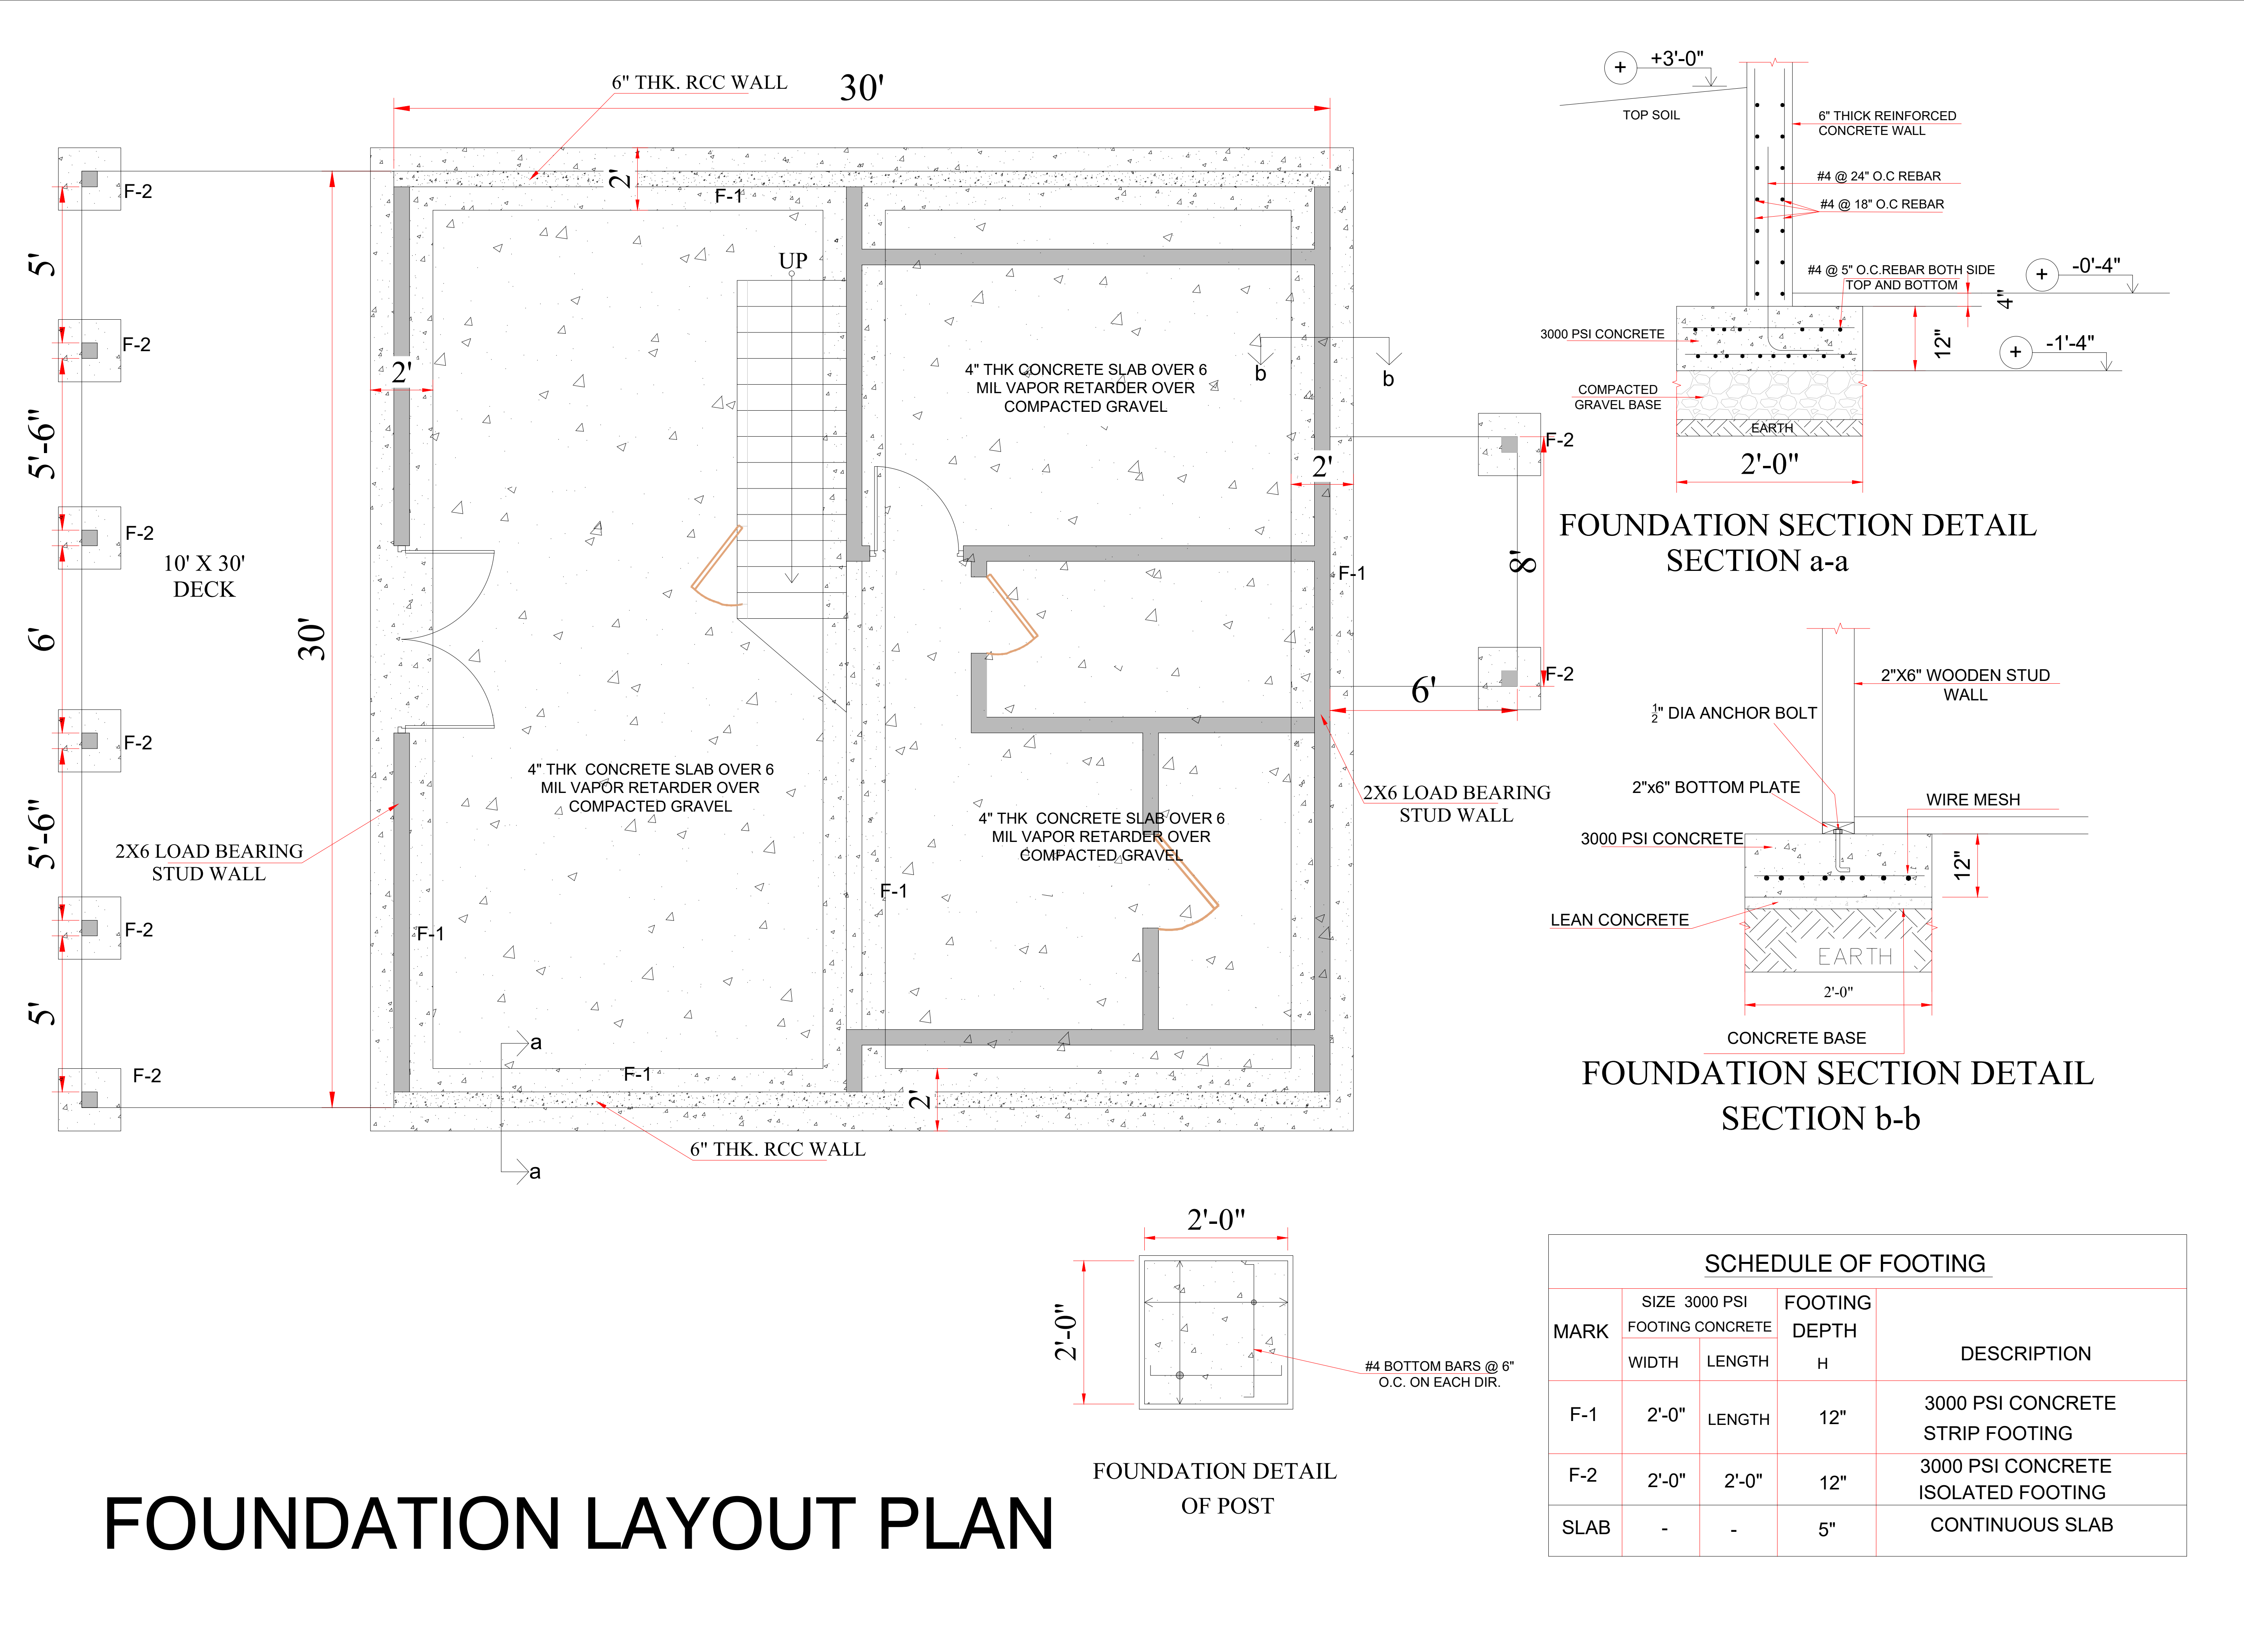 6" THK. RCC WALL
30'
2'
F-1
F-2
5'
F-2
5'-6"
F-2
10' X 30'
DECK
6'
F-2
5'-6"
F-2
5'
F-2
30'
2'
UP
4" THK CONCRETE SLAB OVER 6
MIL VAPOR RETARDER OVER
COMPACTED GRAVEL
b
b
2'
F-1
F-2
8'
F-2
6'
4" THK CONCRETE SLAB OVER 6
MIL VAPOR RETARDER OVER
COMPACTED GRAVEL
4" THK CONCRETE SLAB OVER 6
MIL VAPOR RETARDER OVER
COMPACTED GRAVEL
2X6 LOAD BEARING
STUD WALL
2X6 LOAD BEARING
STUD WALL
F-1
F-1
a
F-1
2'
6" THK. RCC WALL
a
+
+3'-0"
TOP SOIL
6" THICK REINFORCED
CONCRETE WALL
#4 @ 24" O.C REBAR
#4 @ 18" O.C REBAR
#4 @ 5" O.C.REBAR BOTH SIDE
TOP AND BOTTOM
+
-0'-4"
4"
3000 PSI CONCRETE
12"
+
-1'-4"
COMPACTED
GRAVEL BASE
EARTH
2'-0"
FOUNDATION SECTION DETAIL
SECTION a-a
2"X6" WOODEN STUD
WALL
1/2" DIA ANCHOR BOLT
2"x6" BOTTOM PLATE
WIRE MESH
3000 PSI CONCRETE
12"
LEAN CONCRETE
EARTH
2'-0"
CONCRETE BASE
FOUNDATION SECTION DETAIL
SECTION b-b
2'-0"
2'-0"
#4 BOTTOM BARS @ 6"
O.C. ON EACH DIR.
FOUNDATION DETAIL
OF POST
FOUNDATION LAYOUT PLAN
SCHEDULE OF FOOTING
MARK
SIZE 3000 PSI
FOOTING CONCRETE
WIDTH
LENGTH
FOOTING
DEPTH
H
DESCRIPTION
F-1
2'-0"
LENGTH
12"
3000 PSI CONCRETE
STRIP FOOTING
F-2
2'-0"
2'-0"
12"
3000 PSI CONCRETE
ISOLATED FOOTING
SLAB
-
-
5"
CONTINUOUS SLAB